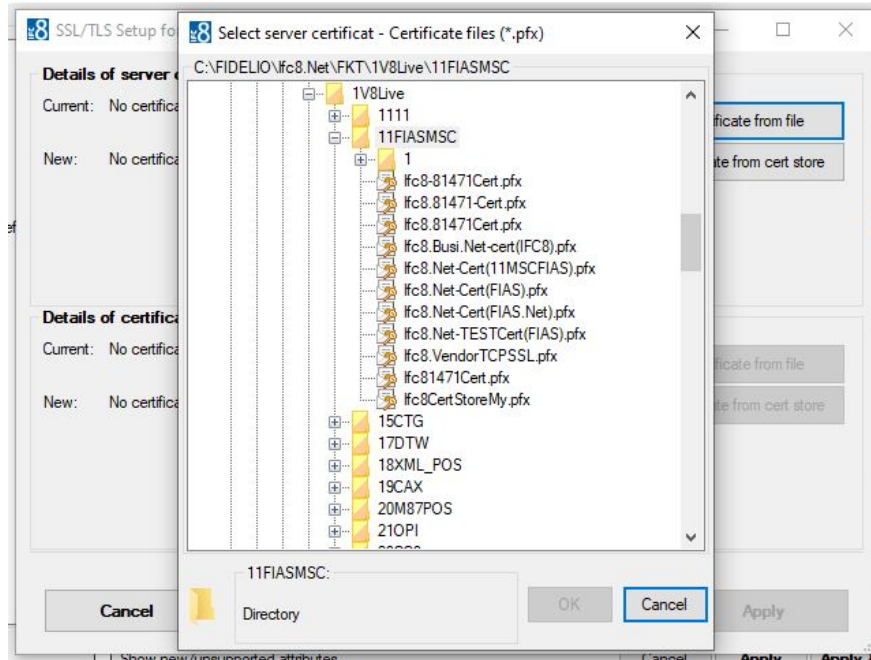 SSL/TLS Setup fo
Select server certificat - Certificate files (*.pfx)
C:\FIDELIO\Ifc8.Net\FKT\1V8Live\11FIASMSC
Details of server c
Current: No certifica
New: No certifica
ificate from file
te from cert store
1V8Live
1111
11FIASMSC
1
Ifc8-81471Cert.pfx
Ifc8.81471-Cert.pfx
Ifc8.81471Cert.pfx
Ifc8.Busi.Net-cert(IFC8).pfx
Ifc8.Net-Cert(11MSCFIAS).pfx
Ifc8.Net-Cert(FIAS).pfx
Ifc8.Net-Cert(FIAS.Net).pfx
Ifc8.Net-TESTCert(FIAS).pfx
Ifc8.VendorTCPSSL.pfx
Ifc81471Cert.pfx
Ifc8CertStoreMy.pfx
15CTG
17DTW
18XML_POS
19CAX
20M87POS
21OPI
Details of certifica
Current: No certifica
New: No certifica
ificate from file
te from cert store
11FIASMSC:
Directory
OK
Cancel
Cancel
Apply
Show new/unsupported attributes
Cancel
Apply
Apply